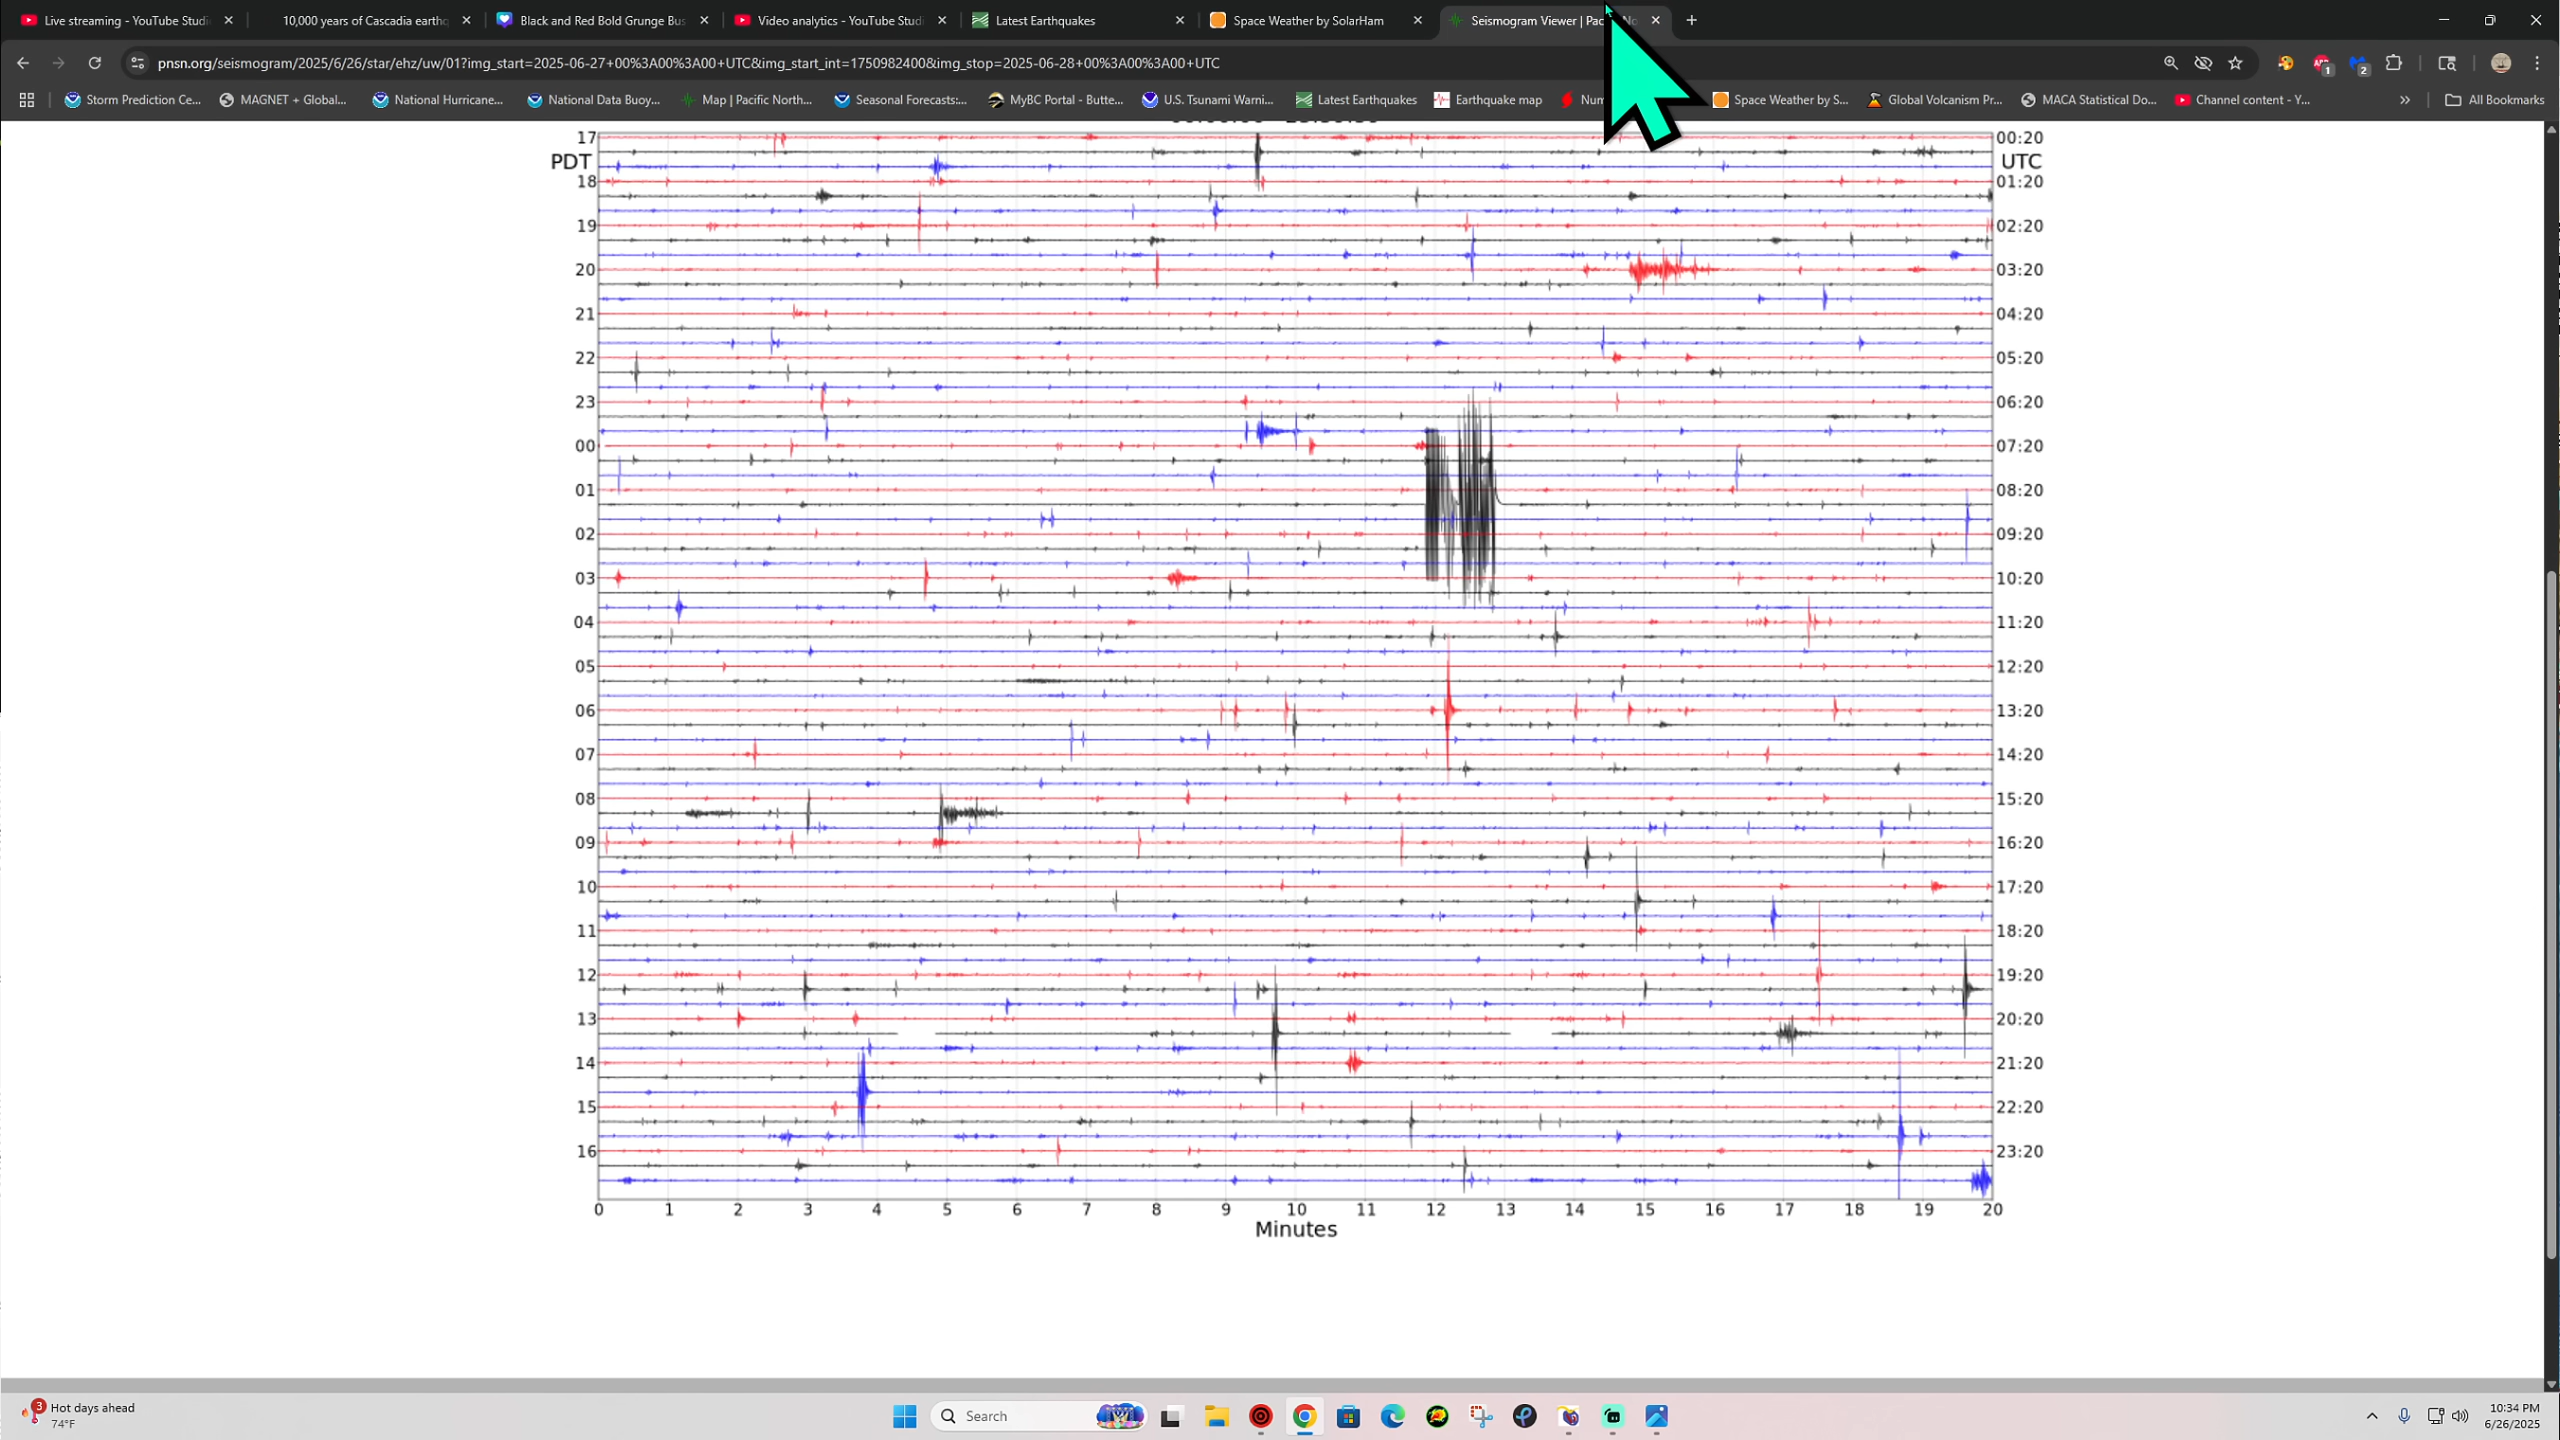 Live streaming - YouTube Studi
10,000 years of Cascadia earthq
Black and Red Bold Grunge Bus
Video analytics - YouTube Studi
Latest Earthquakes
Space Weather by SolarHam
Seismogram Viewer | Pac
pnsn.org/seismogram/2025/6/26/star/ehz/uw/01?img_start=2025-06-27+00%3A00%3A00+UTC&img_start_int=1750982400&img_stop=2025-06-28+00%3A00%3A00+UTC
1
2
Storm Prediction Ce...
MAGNET + Global...
National Hurricane...
National Data Buoy...
Map | Pacific North...
Seasonal Forecasts:...
MyBC Portal - Butte...
U.S. Tsunami Warni...
Latest Earthquakes
Earthquake map
Num
Space Weather by S...
Global Volcanism Pr...
MACA Statistical Do...
Channel content - Y...
All Bookmarks
17 00:20
PDT UTC
18 01:20
19 02:20
20 03:20
21 04:20
22 05:20
23 06:20
00 07:20
01 08:20
02 09:20
03 10:20
04 11:20
05 12:20
06 13:20
07 14:20
08 15:20
09 16:20
10 17:20
11 18:20
12 19:20
13 20:20
14 21:20
15 22:20
16 23:20
0 1 2 3 4 5 6 7 8 9 10 11 12 13 14 15 16 17 18 19 20
Minutes
3
Hot days ahead
74°F
Search
10:34 PM
6/26/2025